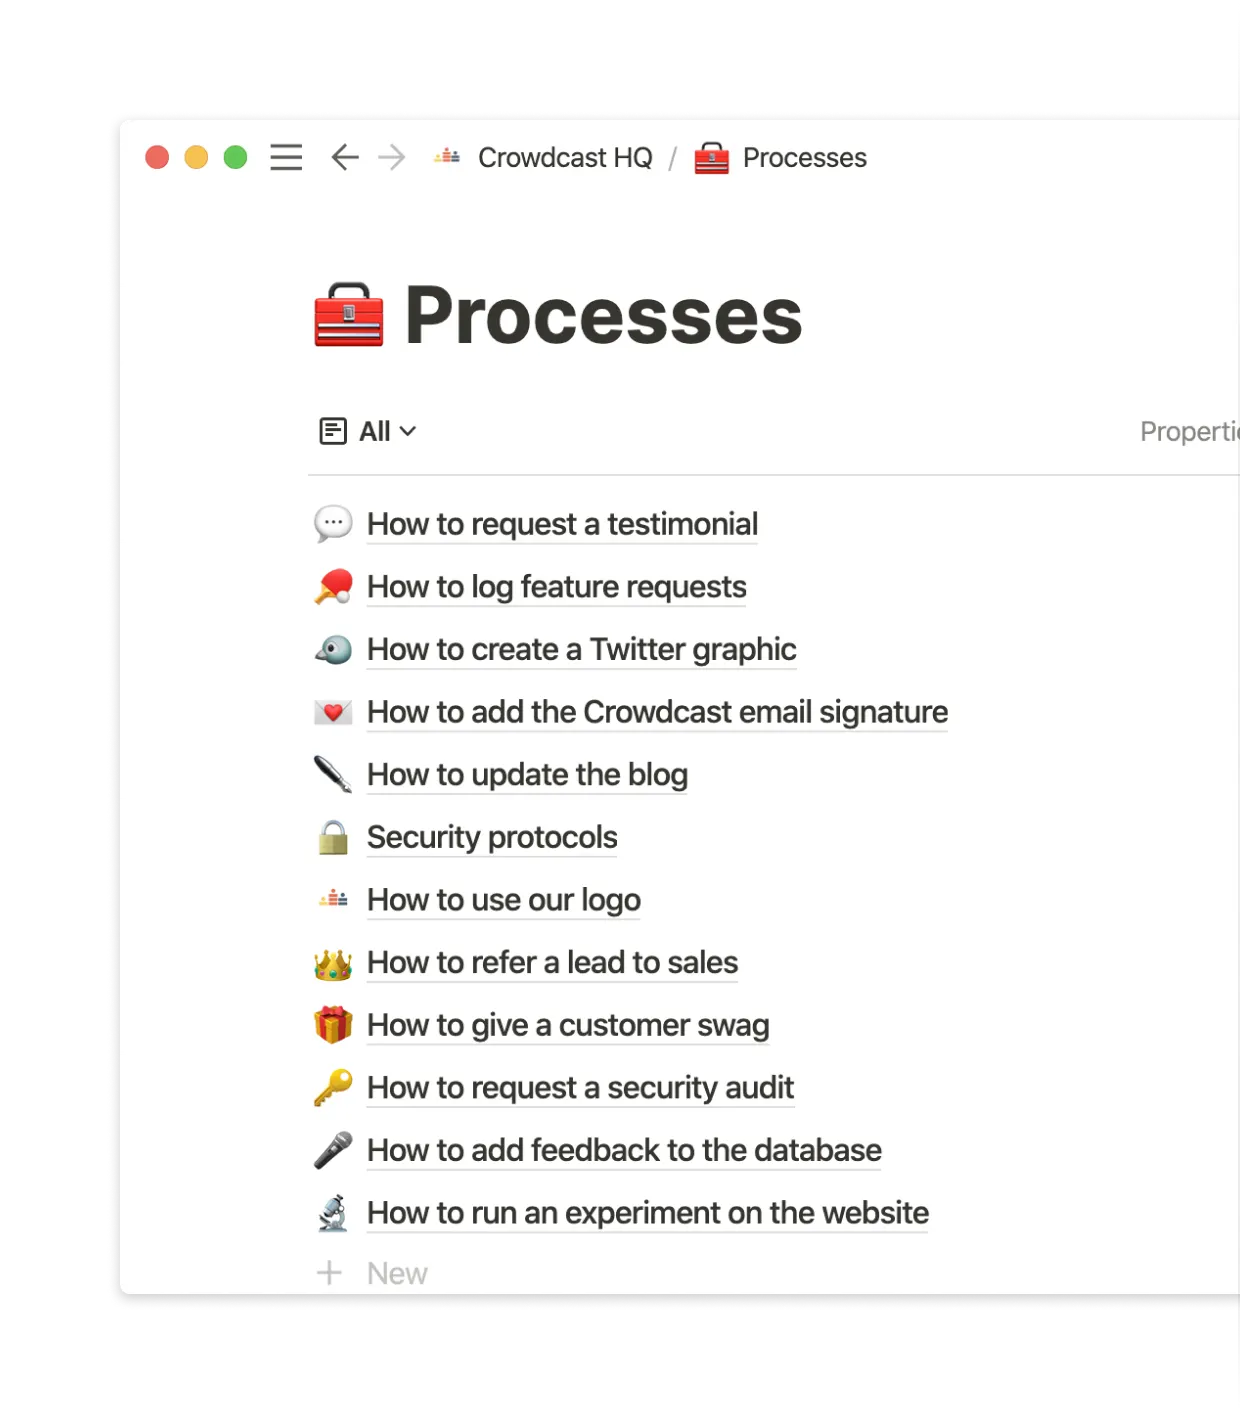 Crowdcast HQ / Processes
Processes
All
How to request a testimonial
How to log feature requests
How to create a Twitter graphic
How to add the Crowdcast email signature
How to update the blog
Security protocols
How to use our logo
How to refer a lead to sales
How to give a customer swag
How to request a security audit
How to add feedback to the database
How to run an experiment on the website
New